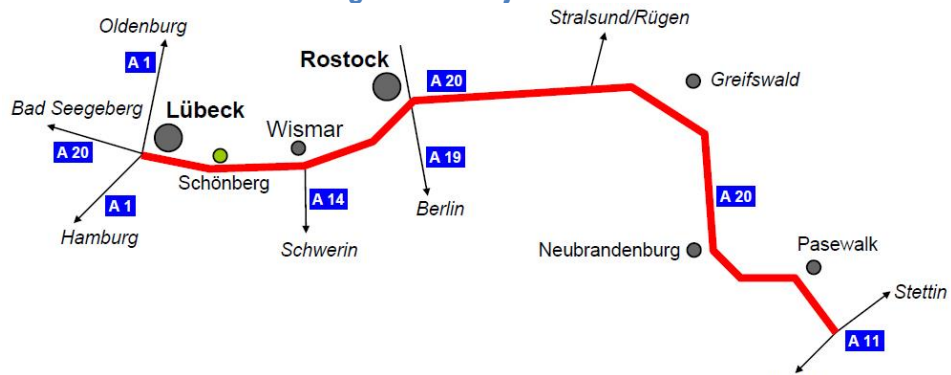 Oldenburg
Stralsund/Rügen
A 1
Rostock
A 20
Greifswald
Bad Seegeberg
Lübeck
Wismar
A 20
A 19
Schönberg
A 1
A 14
A 20
Berlin
Hamburg
Schwerin
Neubrandenburg
Pasewalk
Stettin
A 11